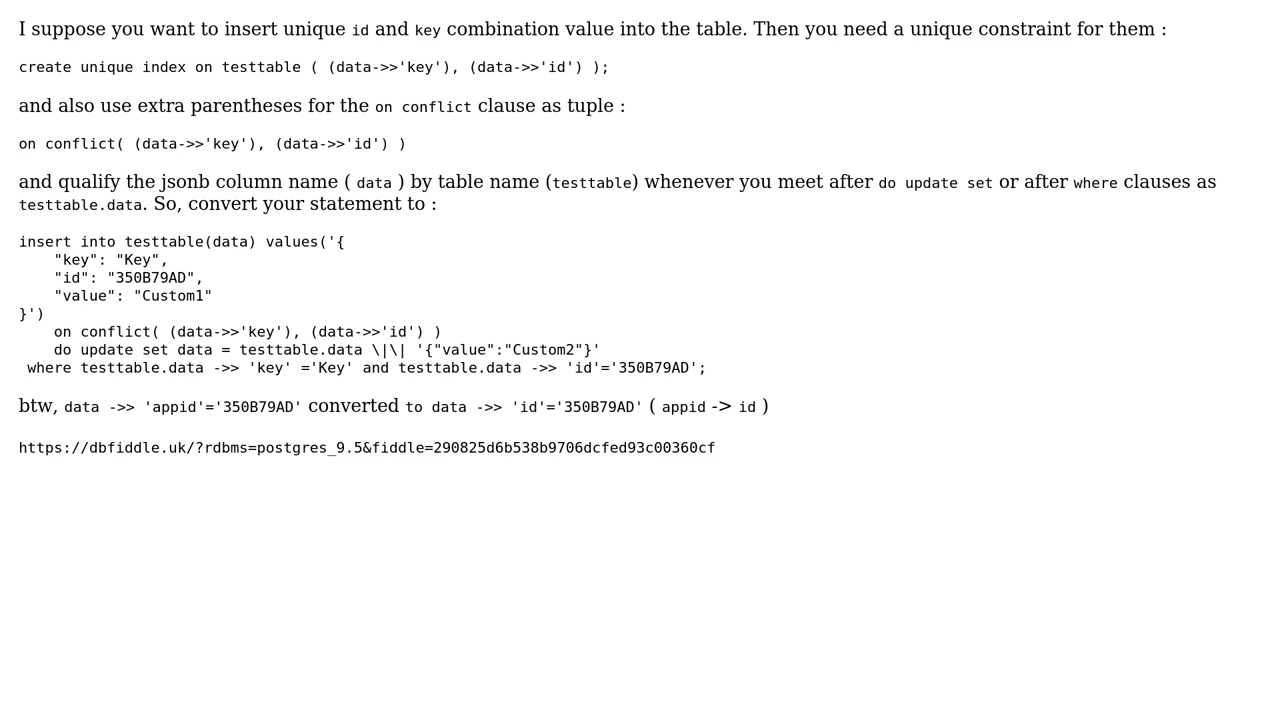 I suppose you want to insert unique id and key combination value into the table. Then you need a unique constraint for them :
create unique index on testtable ( (data->>'key'), (data->>'id') );
and also use extra parentheses for the on conflict clause as tuple :
on conflict( (data->>'key'), (data->>'id') )
and qualify the jsonb column name ( data ) by table name (testtable) whenever you meet after do update set or after where clauses as
testtable.data. So, convert your statement to :
insert into testtable(data) values('{
    "key": "Key",
    "id": "350B79AD",
    "value": "Custom1"
}')
    on conflict( (data->>'key'), (data->>'id') )
    do update set data = testtable.data \|\| '{"value":"Custom2"}'
 where testtable.data ->> 'key' ='Key' and testtable.data ->> 'id'='350B79AD';
btw, data ->> 'appid'='350B79AD' converted to data ->> 'id'='350B79AD' ( appid -> id )
https://dbfiddle.uk/?rdbms=postgres_9.5&fiddle=290825d6b538b9706dcfed93c00360cf